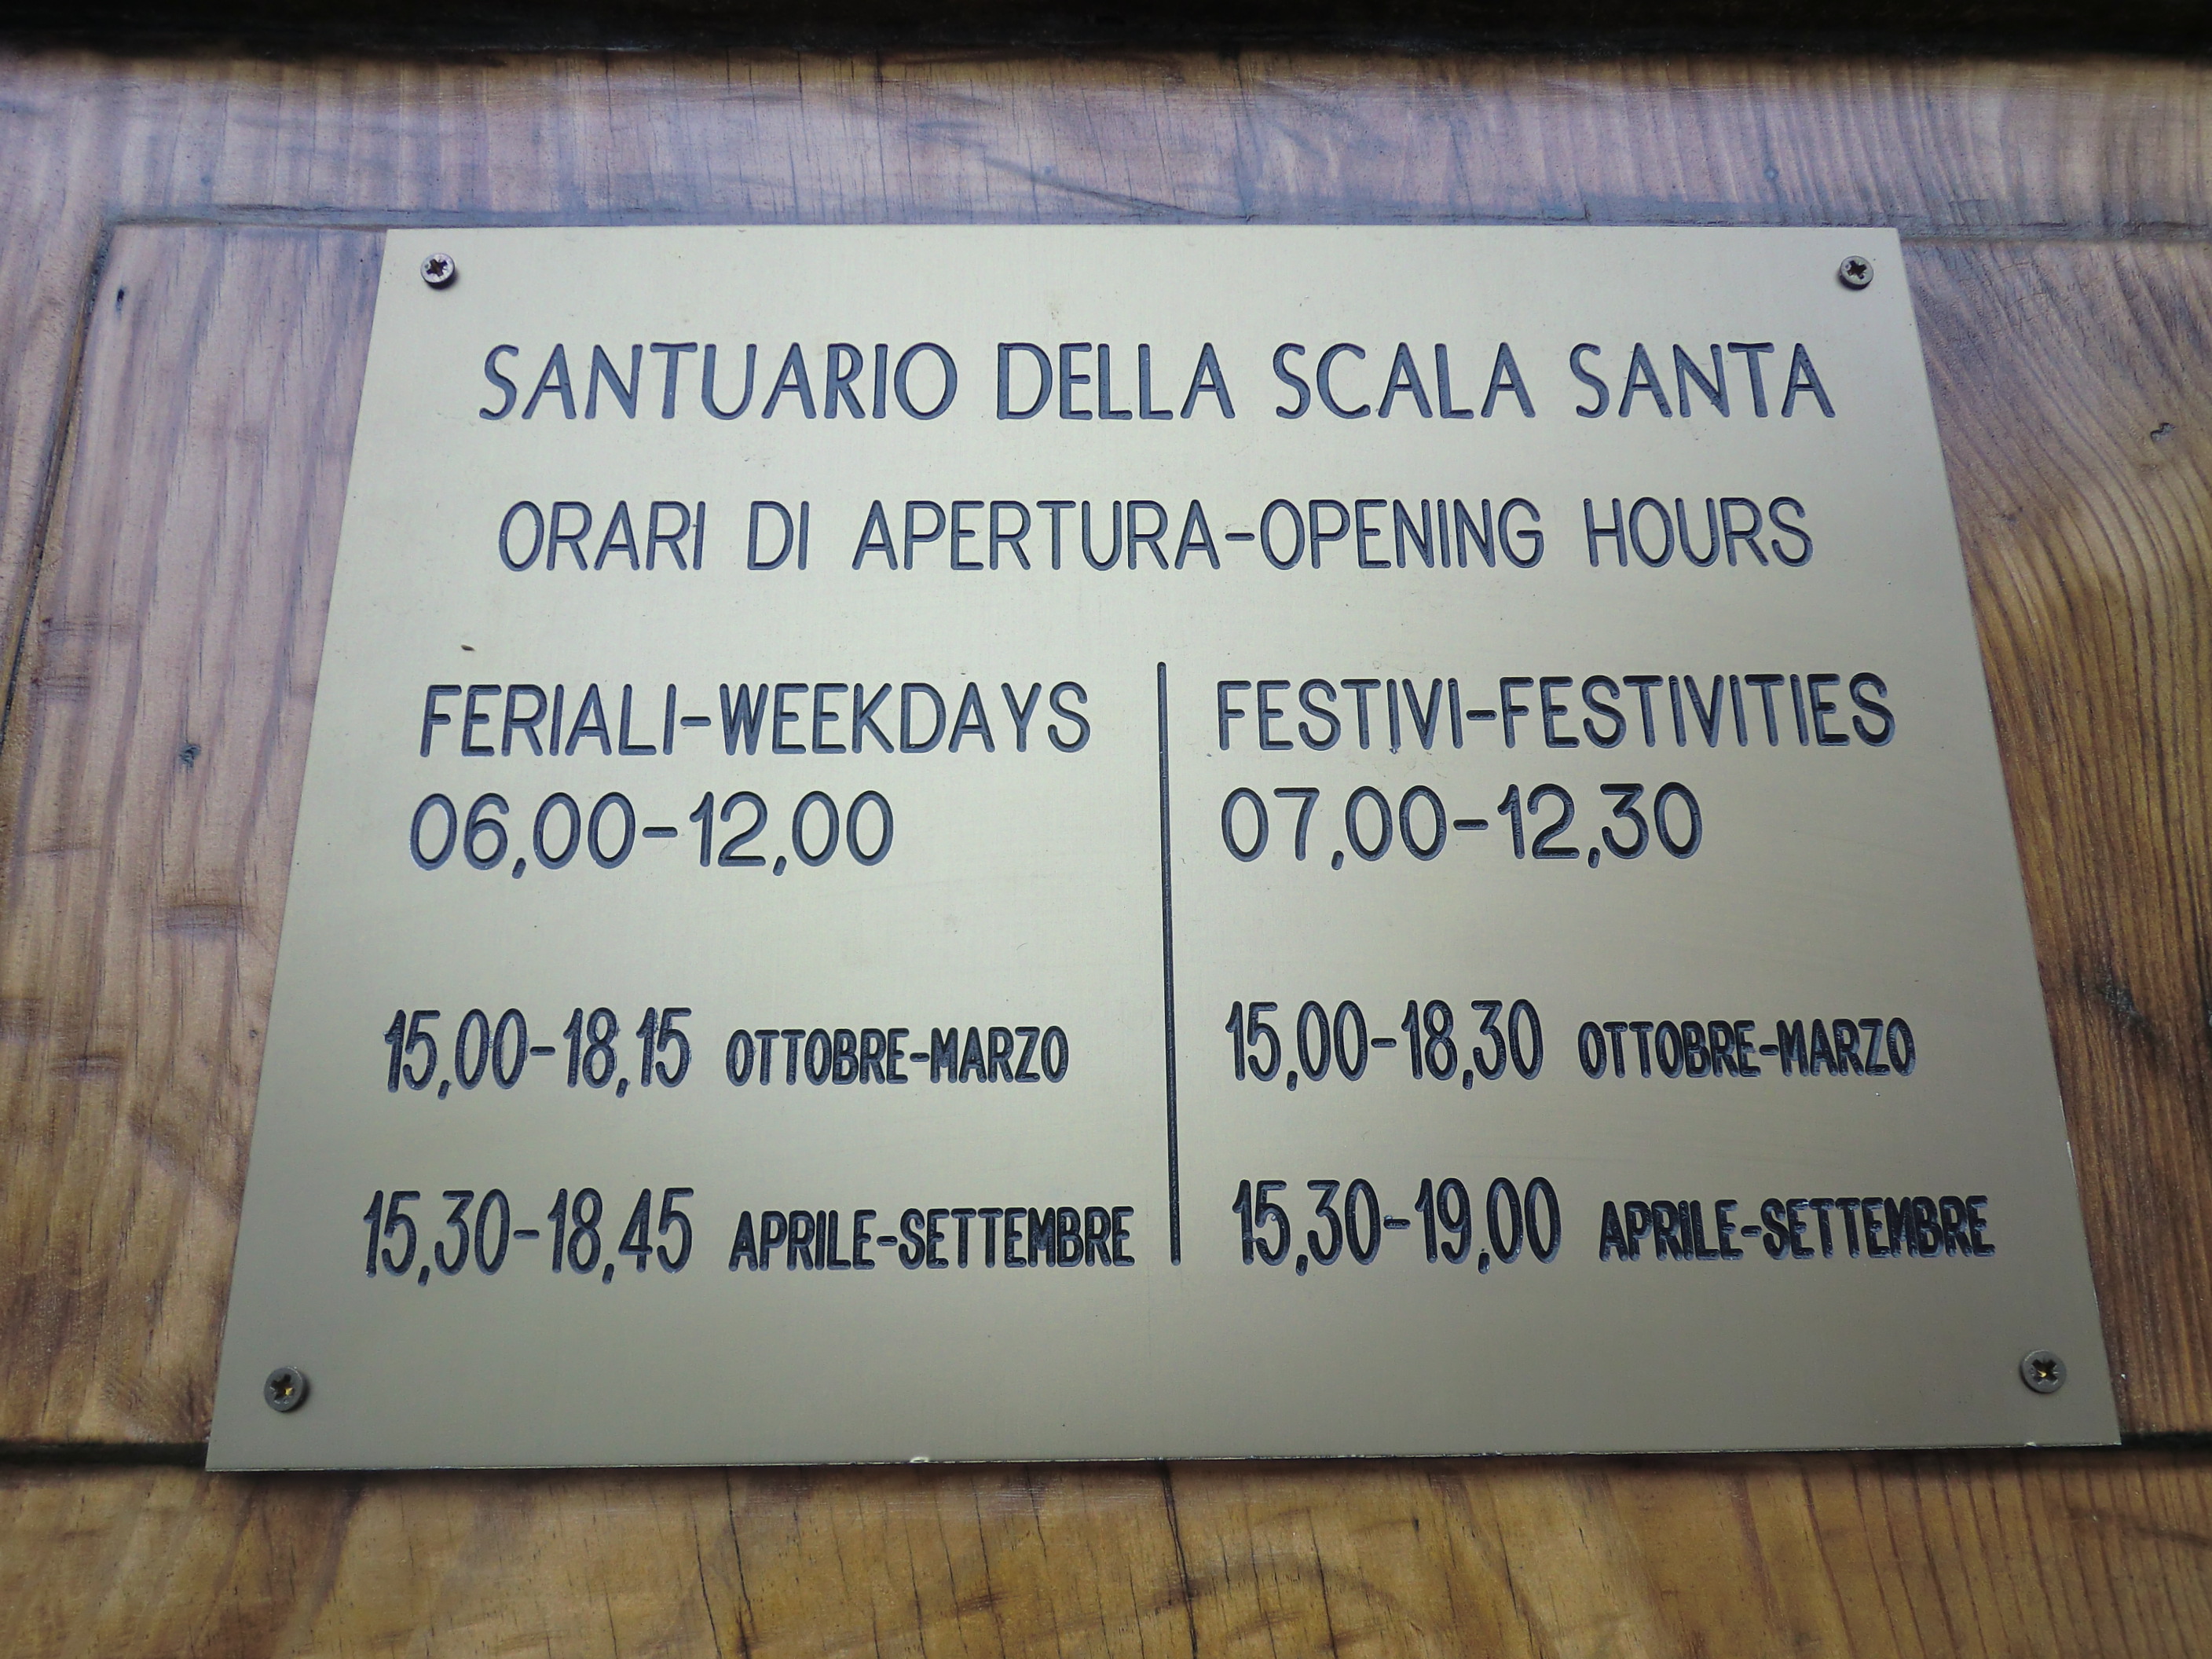 SANTUARIO DELLA SCALA SANTA
ORARI DI APERTURA-OPENING HOURS
FERIALI-WEEKDAYS
06,00-12,00
15,00-18,15 OTTOBRE-MARZO
15,30-18,45 APRILE-SETTEMBRE
FESTIVI-FESTIVITIES
07,00-12,30
15,00-18,30 OTTOBRE-MARZO
15,30-19,00 APRILE-SETTEMBRE